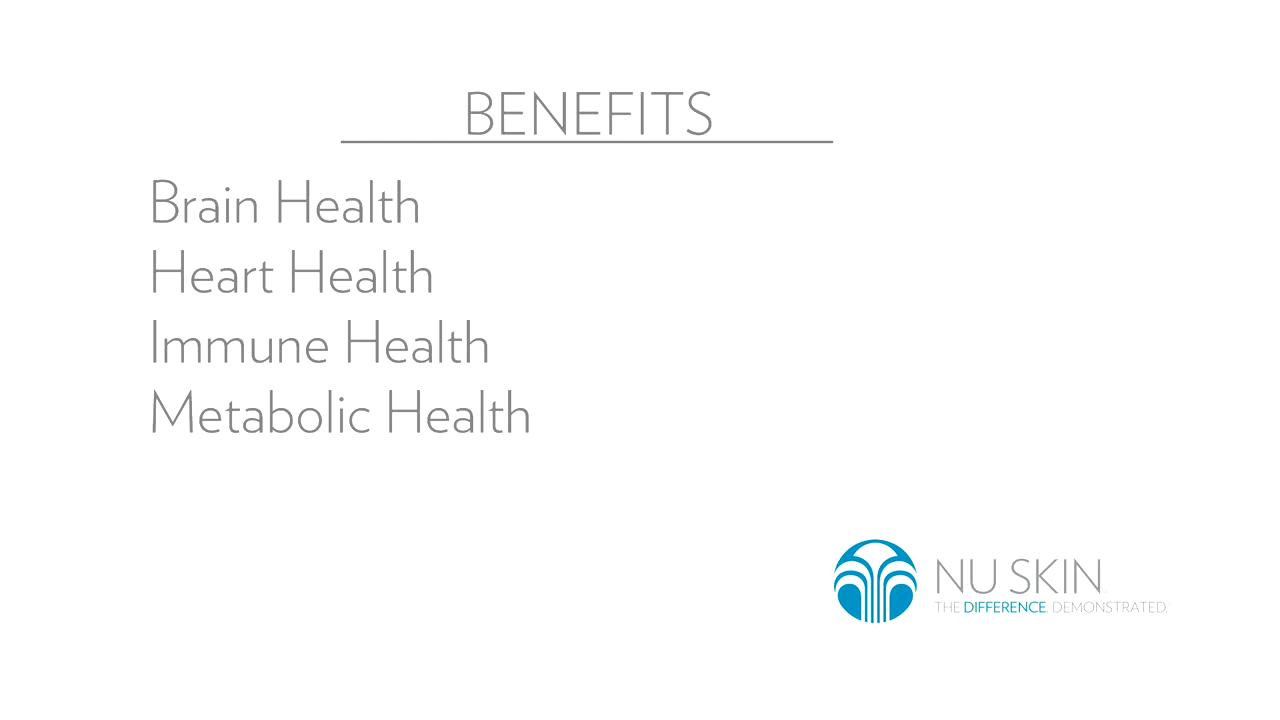 BENEFITS
Brain Health
Heart Health
Immune Health
Metabolic Health
NU SKIN
THE DIFFERENCE. DEMONSTRATED.